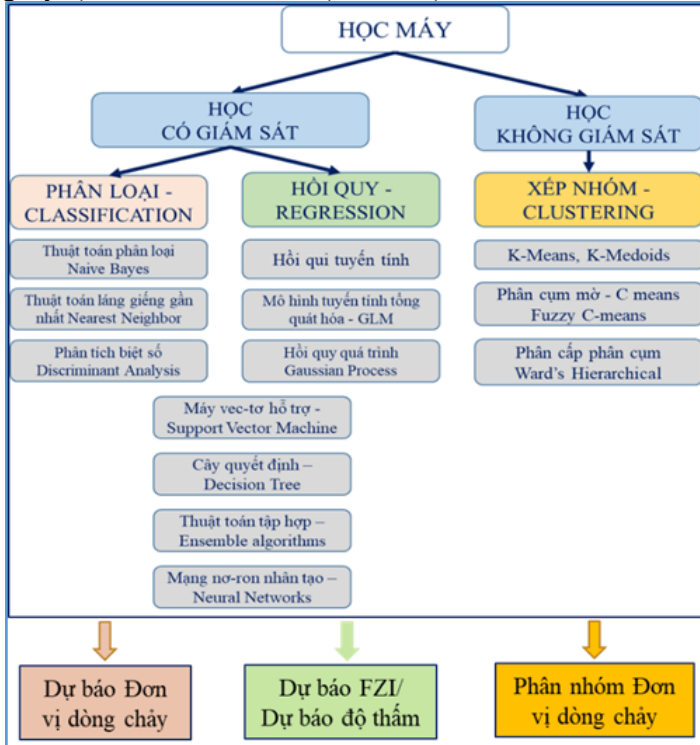 HỌC MÁY
HỌC
CÓ GIÁM SÁT
HỌC
KHÔNG GIÁM SÁT
PHÂN LOẠI -
CLASSIFICATION
HỒI QUY -
REGRESSION
XẾP NHÓM -
CLUSTERING
Thuật toán phân loại
Naive Bayes
Hồi qui tuyến tính
K-Means, K-Medoids
Thuật toán láng giềng gần
nhất Nearest Neighbor
Mô hình tuyến tính tổng
quát hóa - GLM
Phân cụm mờ - C means
Fuzzy C-means
Phân tích biệt số
Discriminant Analysis
Hồi quy quá trình
Gaussian Process
Phân cấp phân cụm
Ward's Hierarchical
Máy vec-tơ hỗ trợ -
Support Vector Machine
Cây quyết định –
Decision Tree
Thuật toán tập hợp –
Ensemble algorithms
Mạng nơ-ron nhân tạo –
Neural Networks
Dự báo Đơn
vị dòng chảy
Dự báo FZI/
Dự báo độ thấm
Phân nhóm Đơn
vị dòng chảy